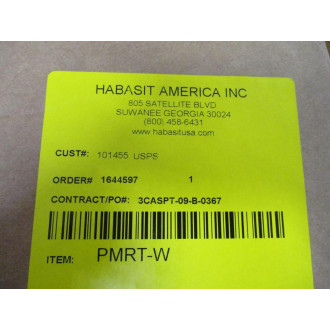 HABASIT AMERICA INC
805 SATELLITE BLVD
SUWANEE GEORGIA 30024
(800) 458-6431
www.habasitusa.com
CUST#: 101455 USPS
ORDER#: 1644597 1
CONTRACT/PO#: 3CASPT-09-B-0367
ITEM: PMRT-W